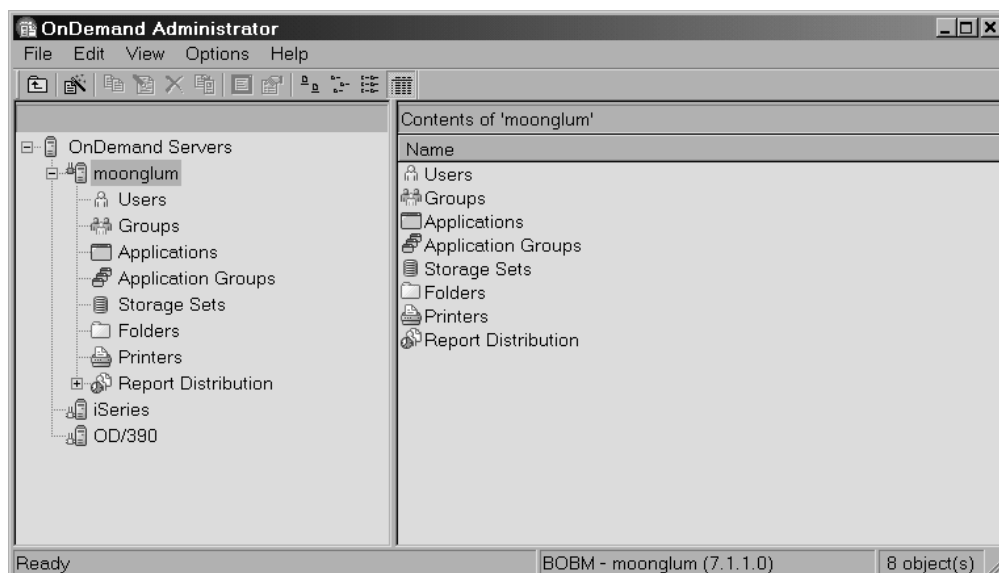 OnDemand Administrator
File Edit View Options Help
Contents of 'moonglum'
Name
OnDemand Servers
moonglum
Users
Groups
Applications
Application Groups
Storage Sets
Folders
Printers
Report Distribution
iSeries
OD/390
Users
Groups
Applications
Application Groups
Storage Sets
Folders
Printers
Report Distribution
Ready
BOBM - moonglum (7.1.1.0)
8 object(s)